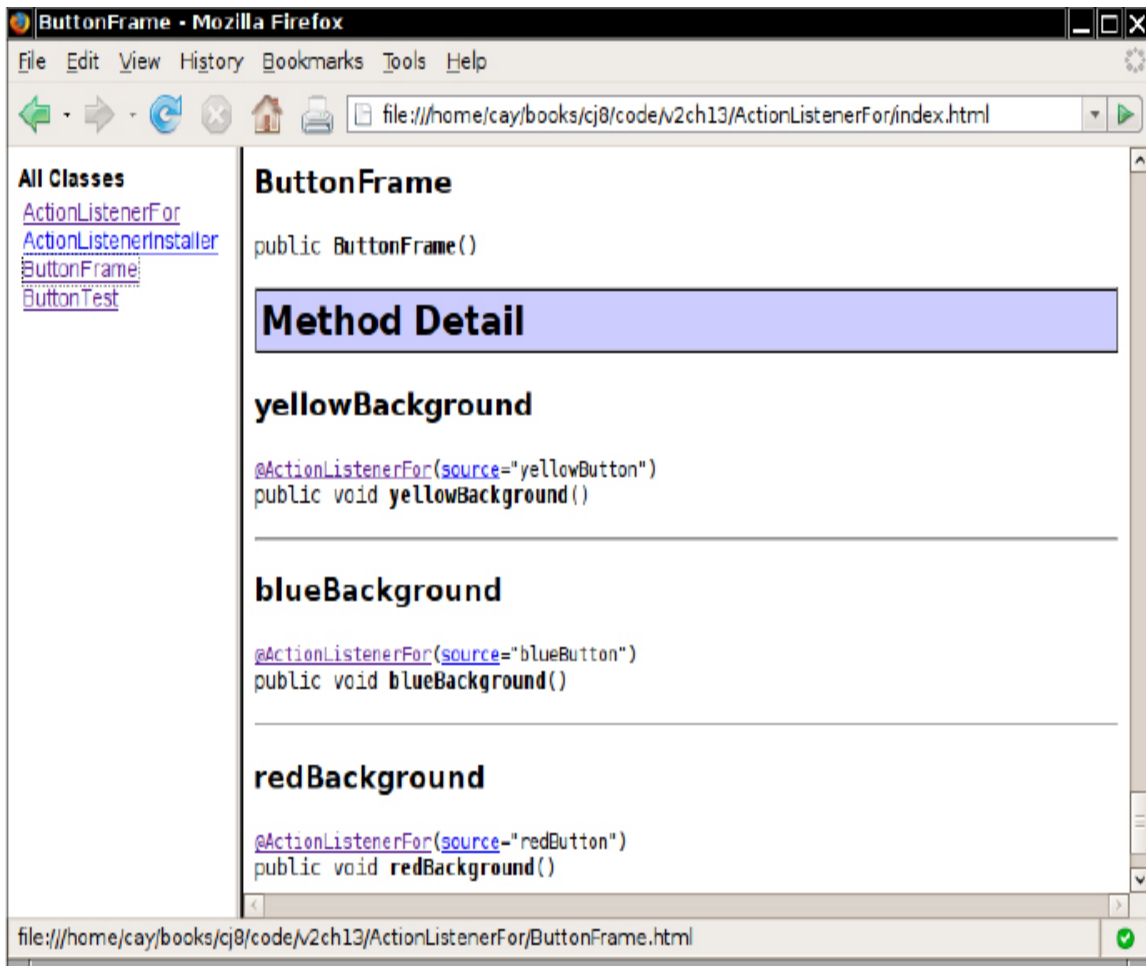 ButtonFrame - Mozilla Firefox
File Edit View History Bookmarks Tools Help
file:///home/cay/books/cj8/code/v2ch13/ActionListenerFor/index.html
All Classes
ActionListenerFor
ActionListenerInstaller
ButtonFrame
ButtonTest
ButtonFrame
public ButtonFrame()
Method Detail
yellowBackground
@ActionListenerFor(source="yellowButton")
public void yellowBackground()
blueBackground
@ActionListenerFor(source="blueButton")
public void blueBackground()
redBackground
@ActionListenerFor(source="redButton")
public void redBackground()
file:///home/cay/books/cj8/code/v2ch13/ActionListenerFor/ButtonFrame.html